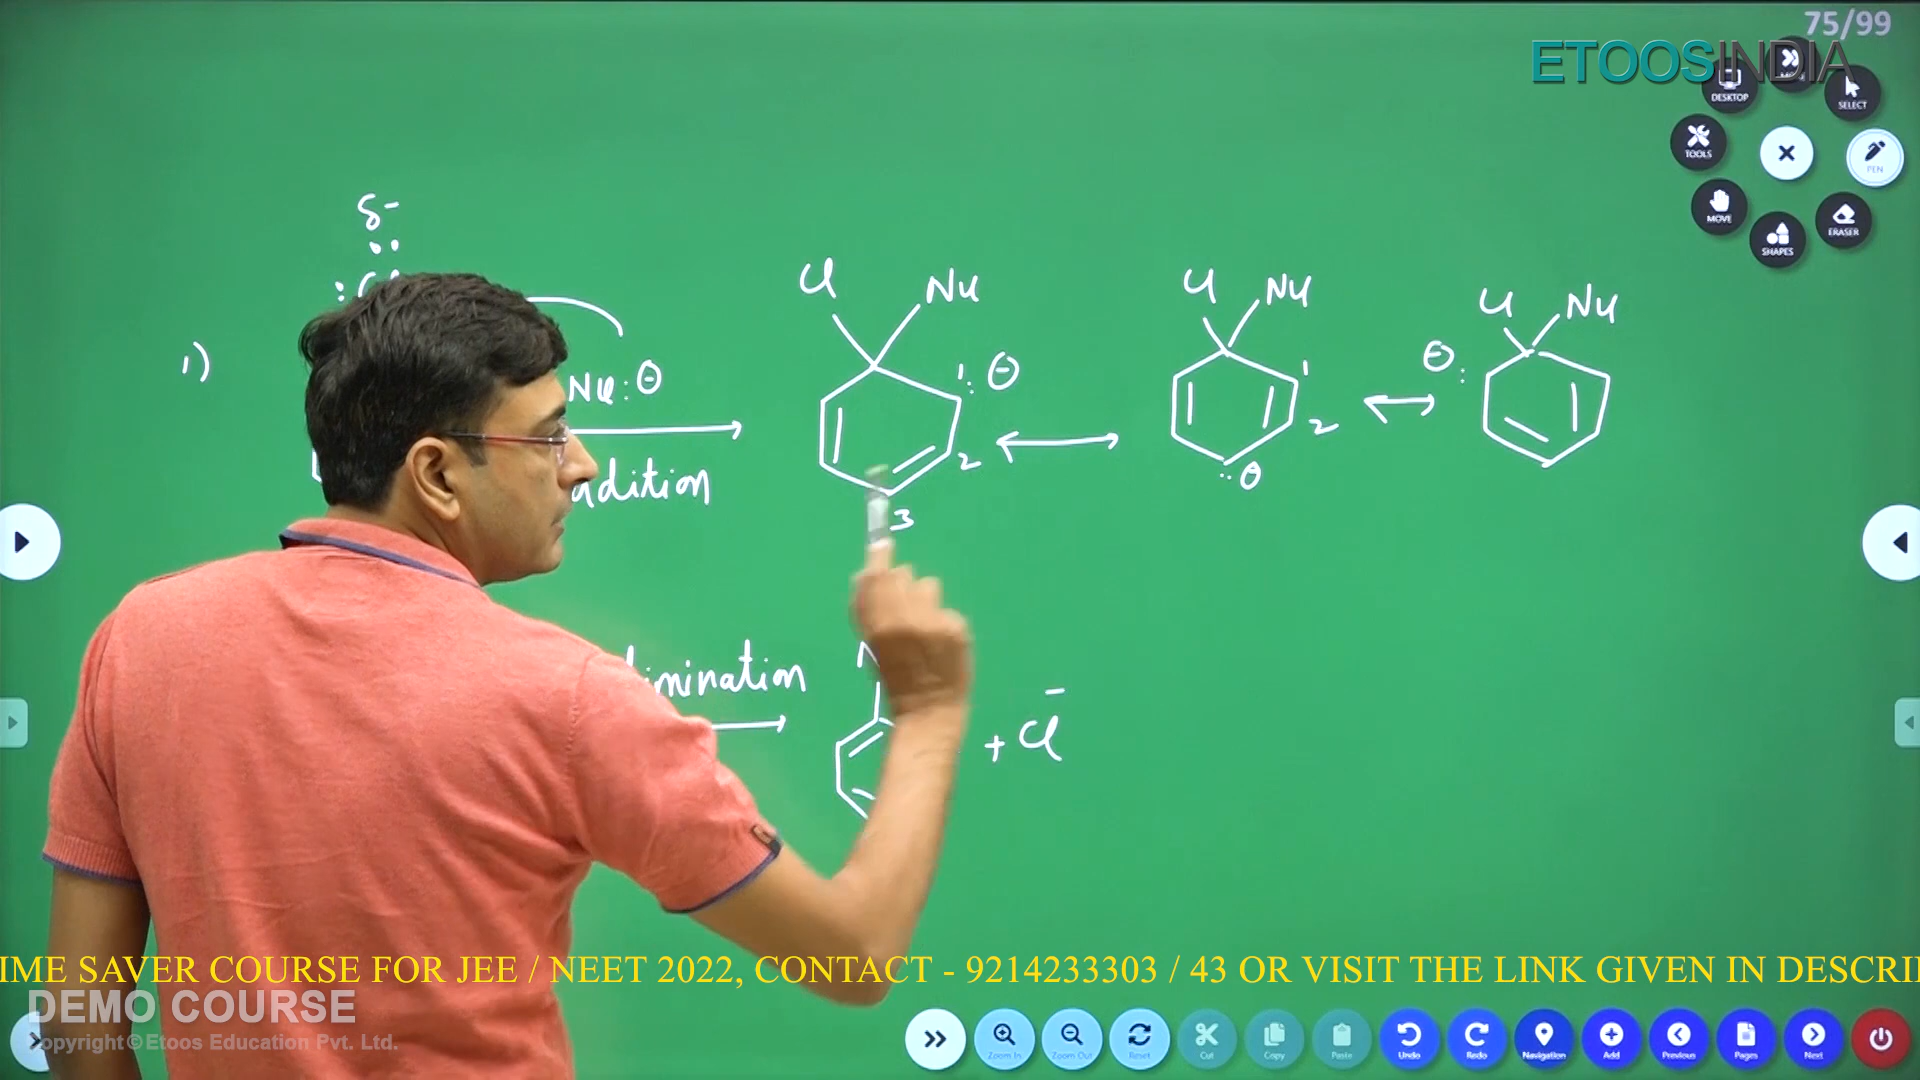 75/99
ETOOSINDIA
DESKTOP
SELECT
TOOLS
PEN
MOVE
ERASER
SHAPES
δ-
1)
Nu:Θ
Cl Nu
1 : Θ
2
3
Cl Nu
1
2
:Θ
Cl Nu
Θ :
+ Cl-
IME SAVER COURSE FOR JEE / NEET 2022, CONTACT - 9214233303 / 43 OR VISIT THE LINK GIVEN IN DESCRI
DEMO COURSE
opyright©Etoos Education Pvt. Ltd.
Zoom In
Zoom Out
Reset
Cut
Copy
Paste
Undo
Redo
Navigation
Add
Previous
Pages
Next